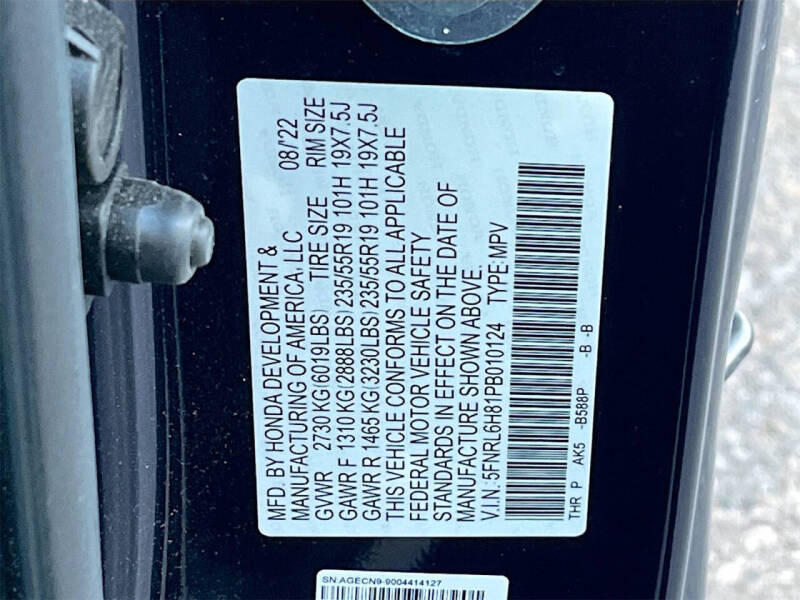 MFD. BY HONDA DEVELOPMENT &
MANUFACTURING OF AMERICA, LLC 08/'22
GVWR 2730 KG(6019LBS) TIRE SIZE RIM SIZE
GAWR F 1310 KG(2888LBS) 235/55R19 101H 19X7.5J
GAWR R 1465 KG(3230LBS) 235/55R19 101H 19X7.5J
THIS VEHICLE CONFORMS TO ALL APPLICABLE
FEDERAL MOTOR VEHICLE SAFETY
STANDARDS IN EFFECT ON THE DATE OF
MANUFACTURE SHOWN ABOVE.
V.I.N.:5FNRL6H81PB010124 TYPE:MPV
THR P AK5 -B588P -B -B
SN:AGECN9-9004414127